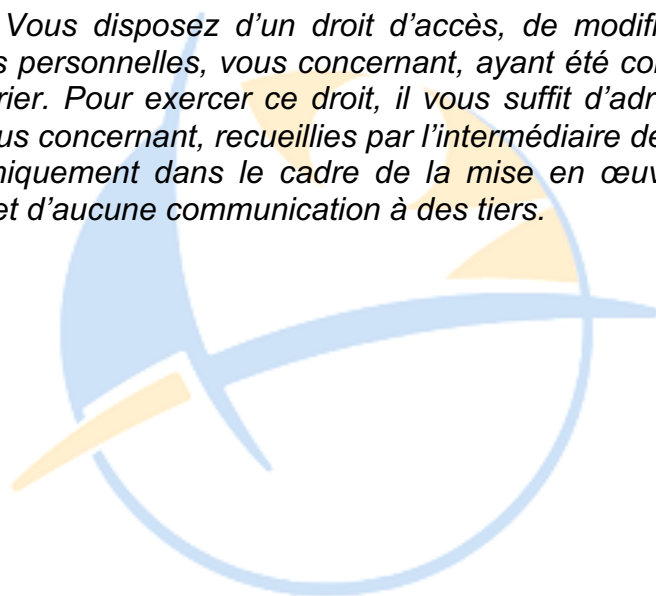 Vous disposez d’un droit d’accès, de modifi
s personnelles, vous concernant, ayant été co
rier. Pour exercer ce droit, il vous suffit d’adr
us concernant, recueillies par l’intermédiaire de
niquement dans le cadre de la mise en œuv
et d’aucune communication à des tiers.